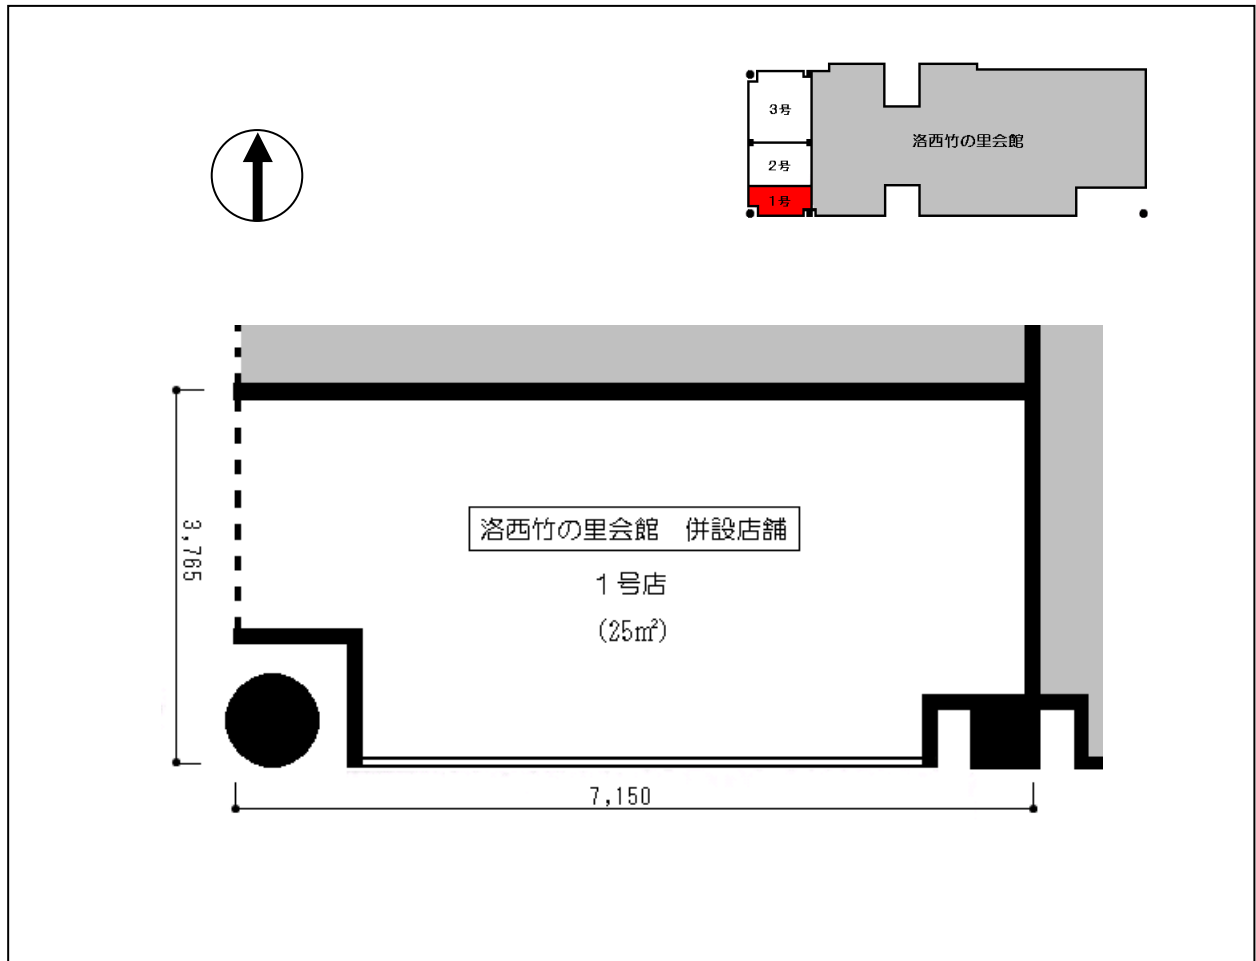 3号
洛西竹の里会館
2号
1号
洛西竹の里会館 併設店舗
1号店
(25㎡)
3,765
7,150